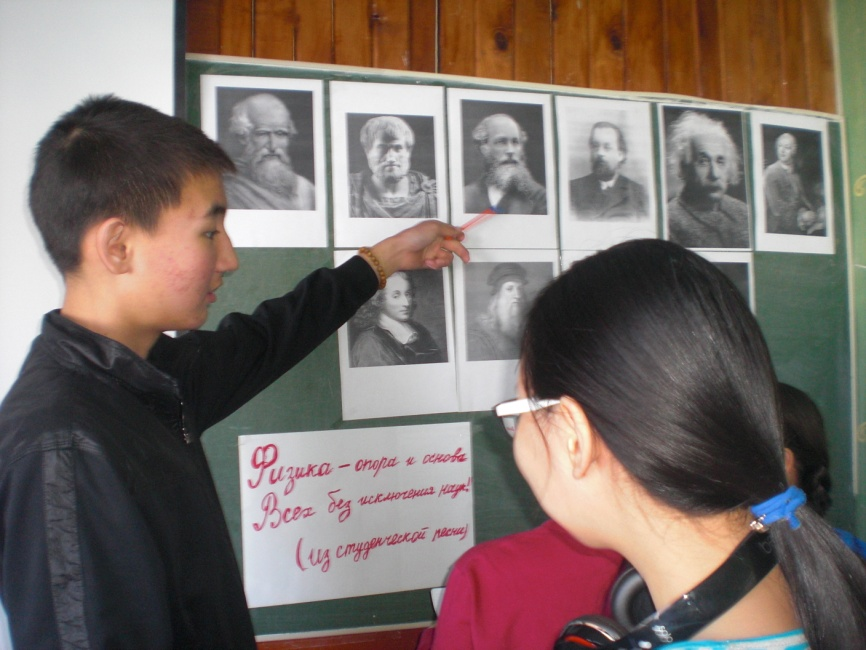 Физика – опора и основа
Всех без исключения наук!
(из студенческой песни)